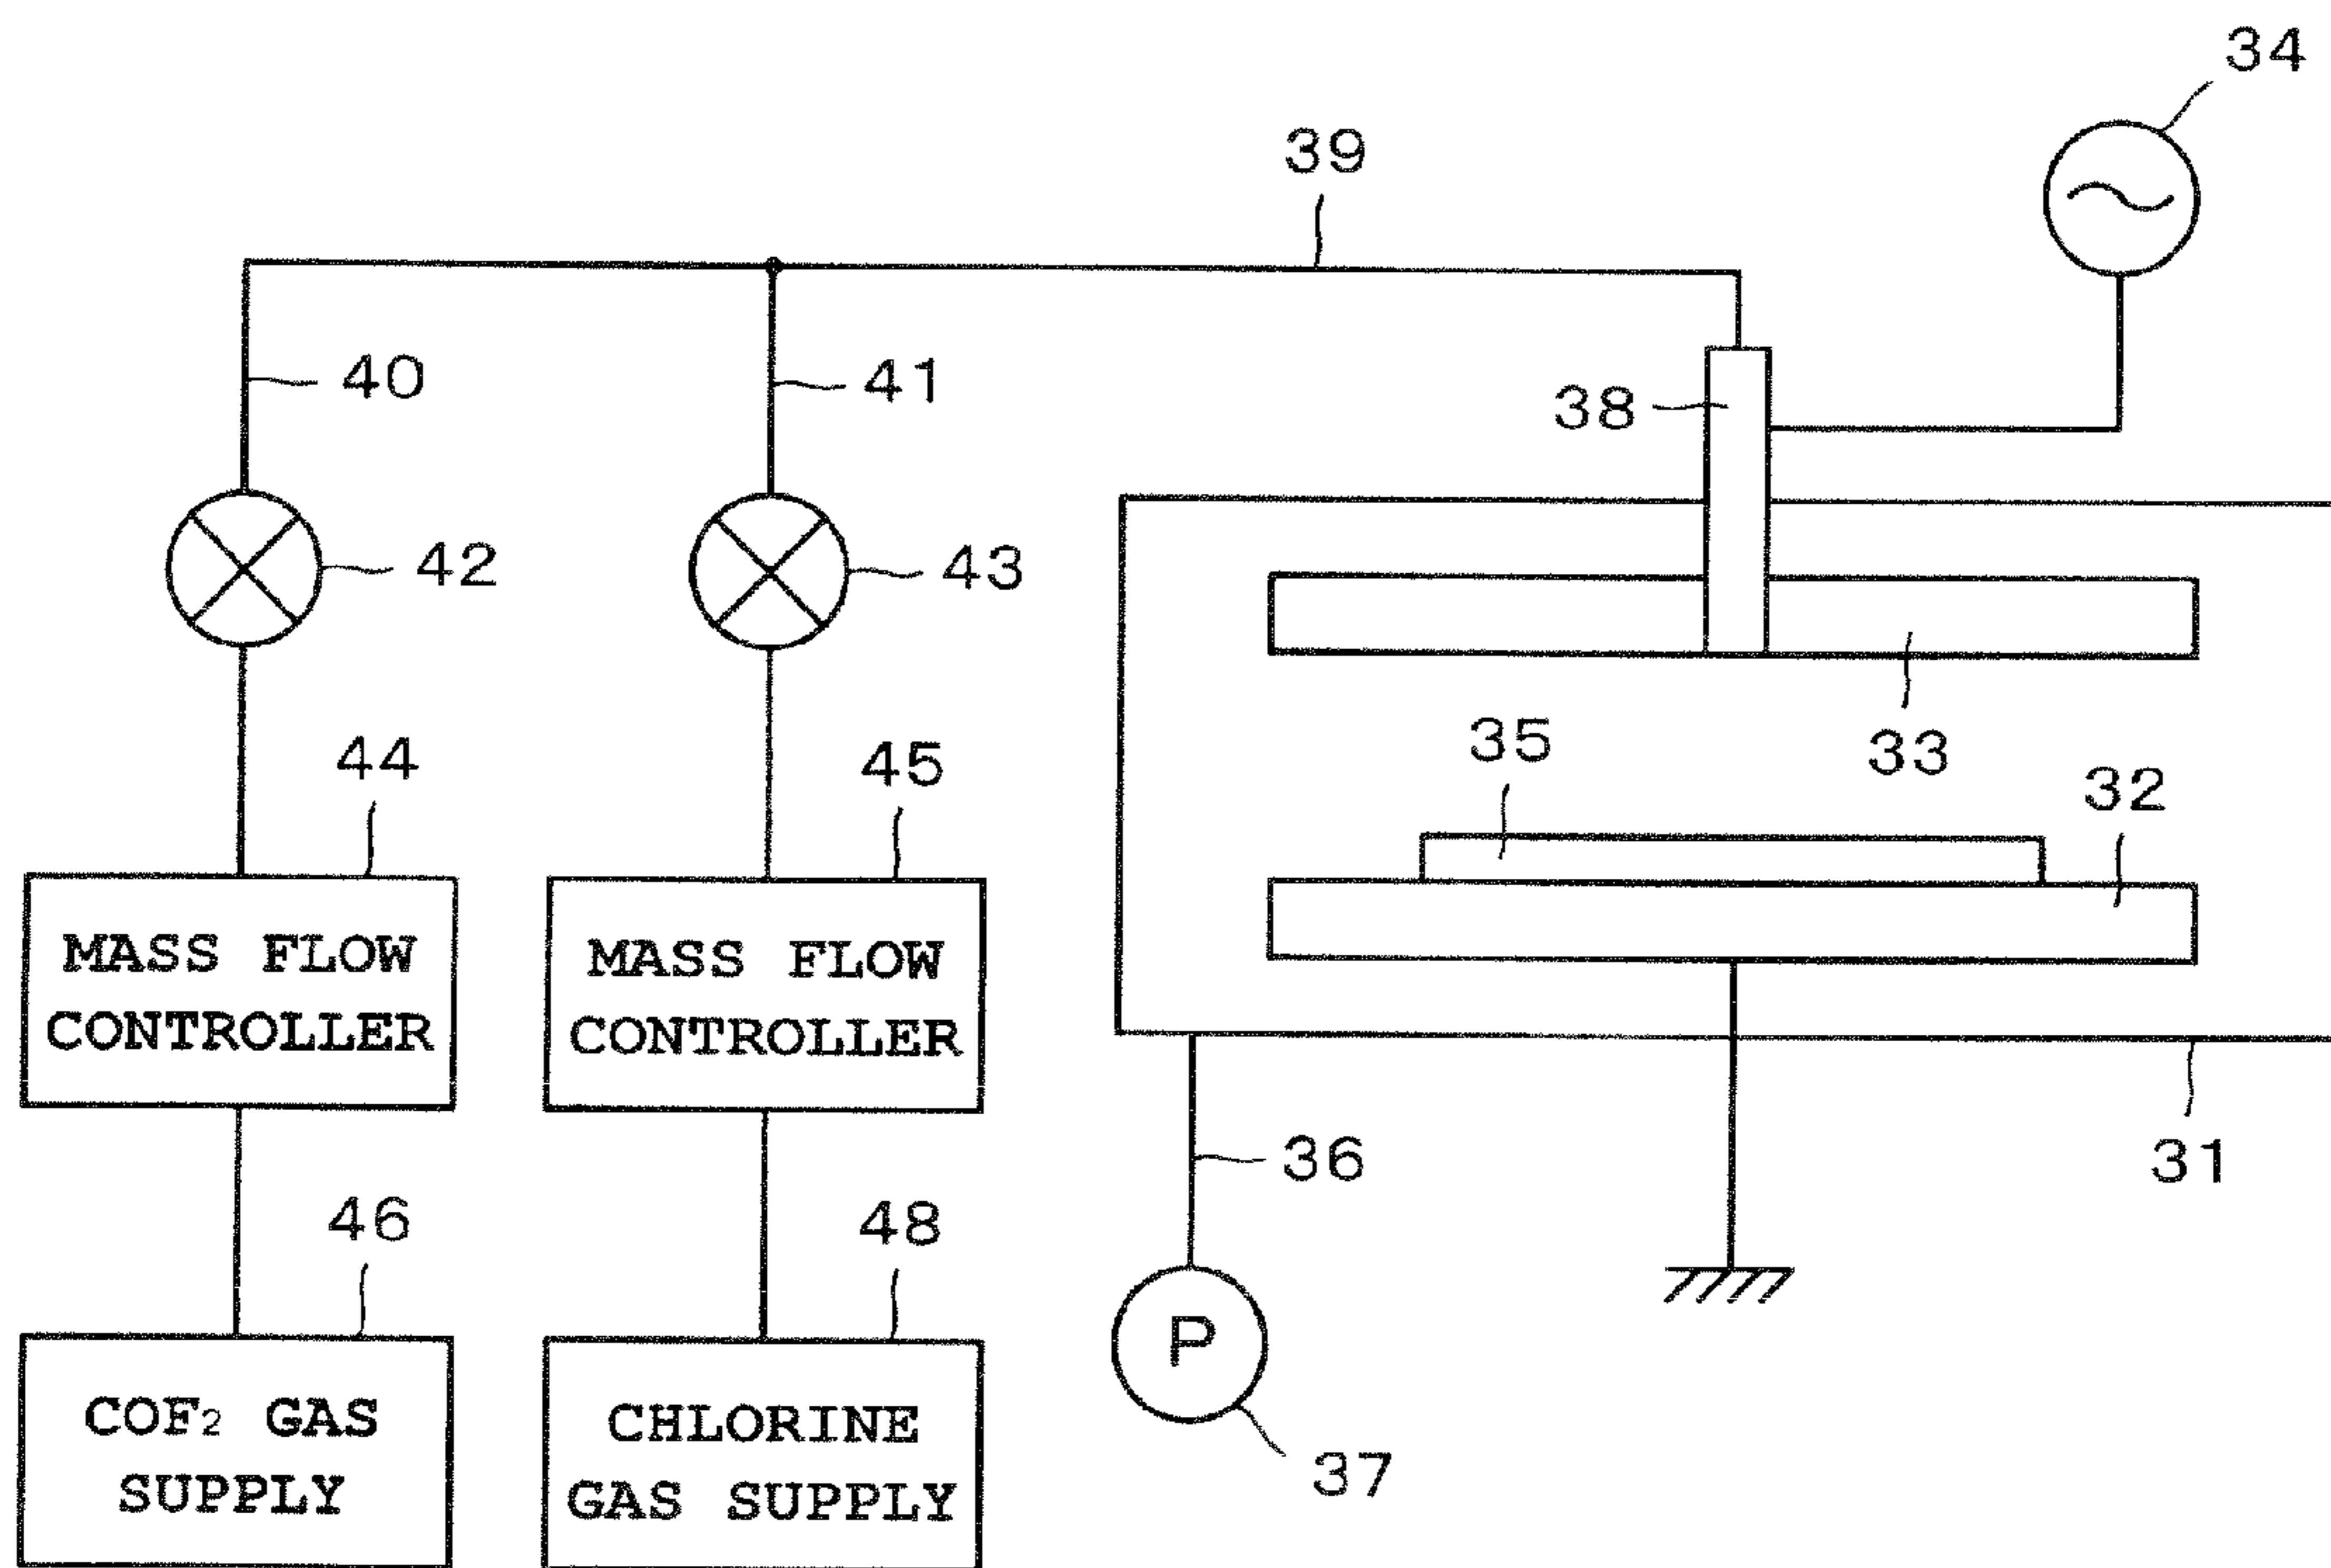 34
39
40
41
38
42
43
35
33
44
45
32
MASS FLOW
CONTROLLER
MASS FLOW
CONTROLLER
36
31
46
48
P
COF₂ GAS
SUPPLY
CHLORINE
GAS SUPPLY
37